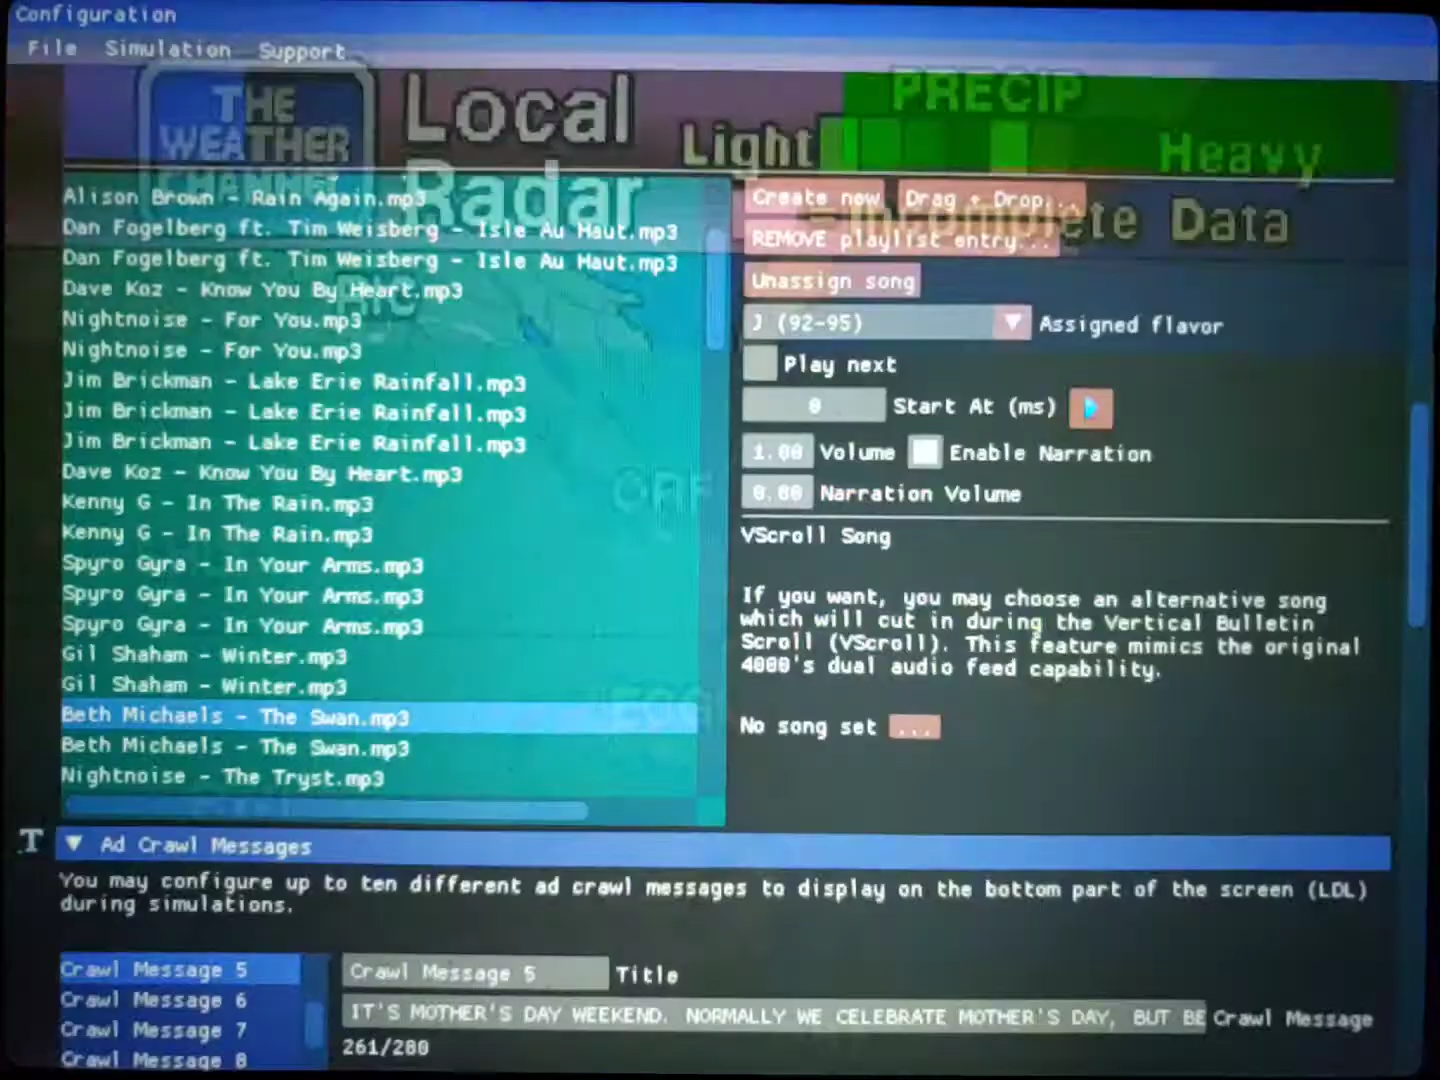 Configuration
File Simulation Support
THE WEATHER CHANNEL
Local Radar
PRECIP
Light Heavy
= Incomplete Data
RIC
Alison Brown - Rain Again.mp3
Dan Fogelberg ft. Tim Weisberg - Isle Au Haut.mp3
Dan Fogelberg ft. Tim Weisberg - Isle Au Haut.mp3
Dave Koz - Know You By Heart.mp3
Nightnoise - For You.mp3
Nightnoise - For You.mp3
Jim Brickman - Lake Erie Rainfall.mp3
Jim Brickman - Lake Erie Rainfall.mp3
Jim Brickman - Lake Erie Rainfall.mp3
Dave Koz - Know You By Heart.mp3
Kenny G - In The Rain.mp3
Kenny G - In The Rain.mp3
Spyro Gyra - In Your Arms.mp3
Spyro Gyra - In Your Arms.mp3
Spyro Gyra - In Your Arms.mp3
Gil Shaham - Winter.mp3
Gil Shaham - Winter.mp3
Beth Michaels - The Swan.mp3
Beth Michaels - The Swan.mp3
Nightnoise - The Tryst.mp3
ORF
Create new Drag + Drop...
REMOVE playlist entry...
Unassign song
J (92-95) Assigned flavor
Play next
0 Start At (ms)
1.00 Volume Enable Narration
0.80 Narration Volume
VScroll Song
If you want, you may choose an alternative song
which will cut in during the Vertical Bulletin
Scroll (VScroll). This feature mimics the original
4000's dual audio feed capability.
No song set ...
T
Ad Crawl Messages
You may configure up to ten different ad crawl messages to display on the bottom part of the screen (LDL)
during simulations.
Crawl Message 5
Crawl Message 6
Crawl Message 7
Crawl Message 8
Crawl Message 5 Title
IT'S MOTHER'S DAY WEEKEND. NORMALLY WE CELEBRATE MOTHER'S DAY, BUT BE Crawl Message
261/280